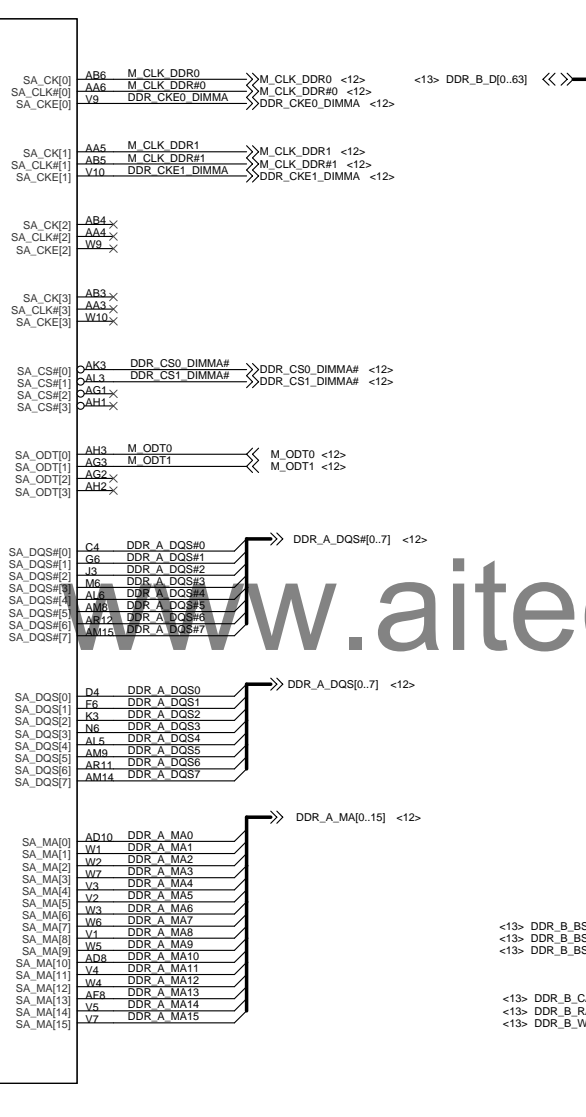 SA_CK[0] AB6 M_CLK_DDR0 M_CLK_DDR0 <12> <13> DDR_B_D[0..63]
SA_CLK#[0] AA6 M_CLK_DDR#0 M_CLK_DDR#0 <12>
SA_CKE[0] V9 DDR_CKE0_DIMMA DDR_CKE0_DIMMA <12>
SA_CK[1] AA5 M_CLK_DDR1 M_CLK_DDR1 <12>
SA_CLK#[1] AB5 M_CLK_DDR#1 M_CLK_DDR#1 <12>
SA_CKE[1] V10 DDR_CKE1_DIMMA DDR_CKE1_DIMMA <12>
SA_CK[2] AB4
SA_CLK#[2] AA4
SA_CKE[2] W9
SA_CK[3] AB3
SA_CLK#[3] AA3
SA_CKE[3] W10
SA_CS#[0] AK3 DDR_CS0_DIMMA# DDR_CS0_DIMMA# <12>
SA_CS#[1] AL3 DDR_CS1_DIMMA# DDR_CS1_DIMMA# <12>
SA_CS#[2] AG1
SA_CS#[3] AH1
SA_ODT[0] AH3 M_ODT0 M_ODT0 <12>
SA_ODT[1] AG3 M_ODT1 M_ODT1 <12>
SA_ODT[2] AG2
SA_ODT[3] AH2
DDR_A_DQS#[0..7] <12>
SA_DQS#[0] C4 DDR_A_DQS#0
SA_DQS#[1] G6 DDR_A_DQS#1
SA_DQS#[2] J3 DDR_A_DQS#2
SA_DQS#[3] M6 DDR_A_DQS#3
SA_DQS#[4] AL6 DDR_A_DQS#4
SA_DQS#[5] AM8 DDR_A_DQS#5
SA_DQS#[6] AR12 DDR_A_DQS#6
SA_DQS#[7] AM15 DDR_A_DQS#7
www.aitec
DDR_A_DQS[0..7] <12>
SA_DQS[0] D4 DDR_A_DQS0
SA_DQS[1] F6 DDR_A_DQS1
SA_DQS[2] K3 DDR_A_DQS2
SA_DQS[3] N6 DDR_A_DQS3
SA_DQS[4] AL5 DDR_A_DQS4
SA_DQS[5] AM9 DDR_A_DQS5
SA_DQS[6] AR11 DDR_A_DQS6
SA_DQS[7] AM14 DDR_A_DQS7
DDR_A_MA[0..15] <12>
SA_MA[0] AD10 DDR_A_MA0
SA_MA[1] W1 DDR_A_MA1
SA_MA[2] W2 DDR_A_MA2
SA_MA[3] W7 DDR_A_MA3
SA_MA[4] V3 DDR_A_MA4
SA_MA[5] V2 DDR_A_MA5
SA_MA[6] W3 DDR_A_MA6
SA_MA[7] W6 DDR_A_MA7
SA_MA[8] V1 DDR_A_MA8
SA_MA[9] W5 DDR_A_MA9
SA_MA[10] AD8 DDR_A_MA10
SA_MA[11] V4 DDR_A_MA11
SA_MA[12] W4 DDR_A_MA12
SA_MA[13] AF8 DDR_A_MA13
SA_MA[14] V5 DDR_A_MA14
SA_MA[15] V7 DDR_A_MA15
<13> DDR_B_BS
<13> DDR_B_BS
<13> DDR_B_BS
<13> DDR_B_CA
<13> DDR_B_RA
<13> DDR_B_W